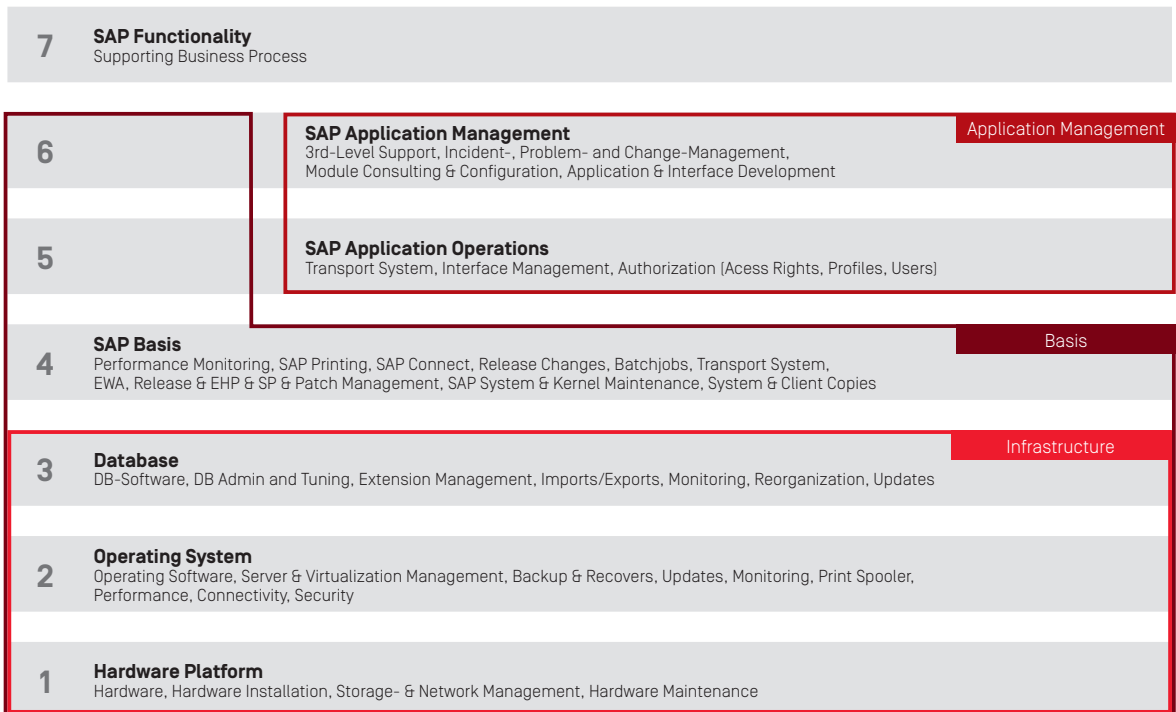 7
SAP Functionality
Supporting Business Process
Application Management
6
SAP Application Management
3rd-Level Support, Incident-, Problem- and Change-Management,
Module Consulting & Configuration, Application & Interface Development
5
SAP Application Operations
Transport System, Interface Management, Authorization (Acess Rights, Profiles, Users)
Basis
4
SAP Basis
Performance Monitoring, SAP Printing, SAP Connect, Release Changes, Batchjobs, Transport System,
EWA, Release & EHP & SP & Patch Management, SAP System & Kernel Maintenance, System & Client Copies
Infrastructure
3
Database
DB-Software, DB Admin and Tuning, Extension Management, Imports/Exports, Monitoring, Reorganization, Updates
2
Operating System
Operating Software, Server & Virtualization Management, Backup & Recovers, Updates, Monitoring, Print Spooler,
Performance, Connectivity, Security
1
Hardware Platform
Hardware, Hardware Installation, Storage- & Network Management, Hardware Maintenance